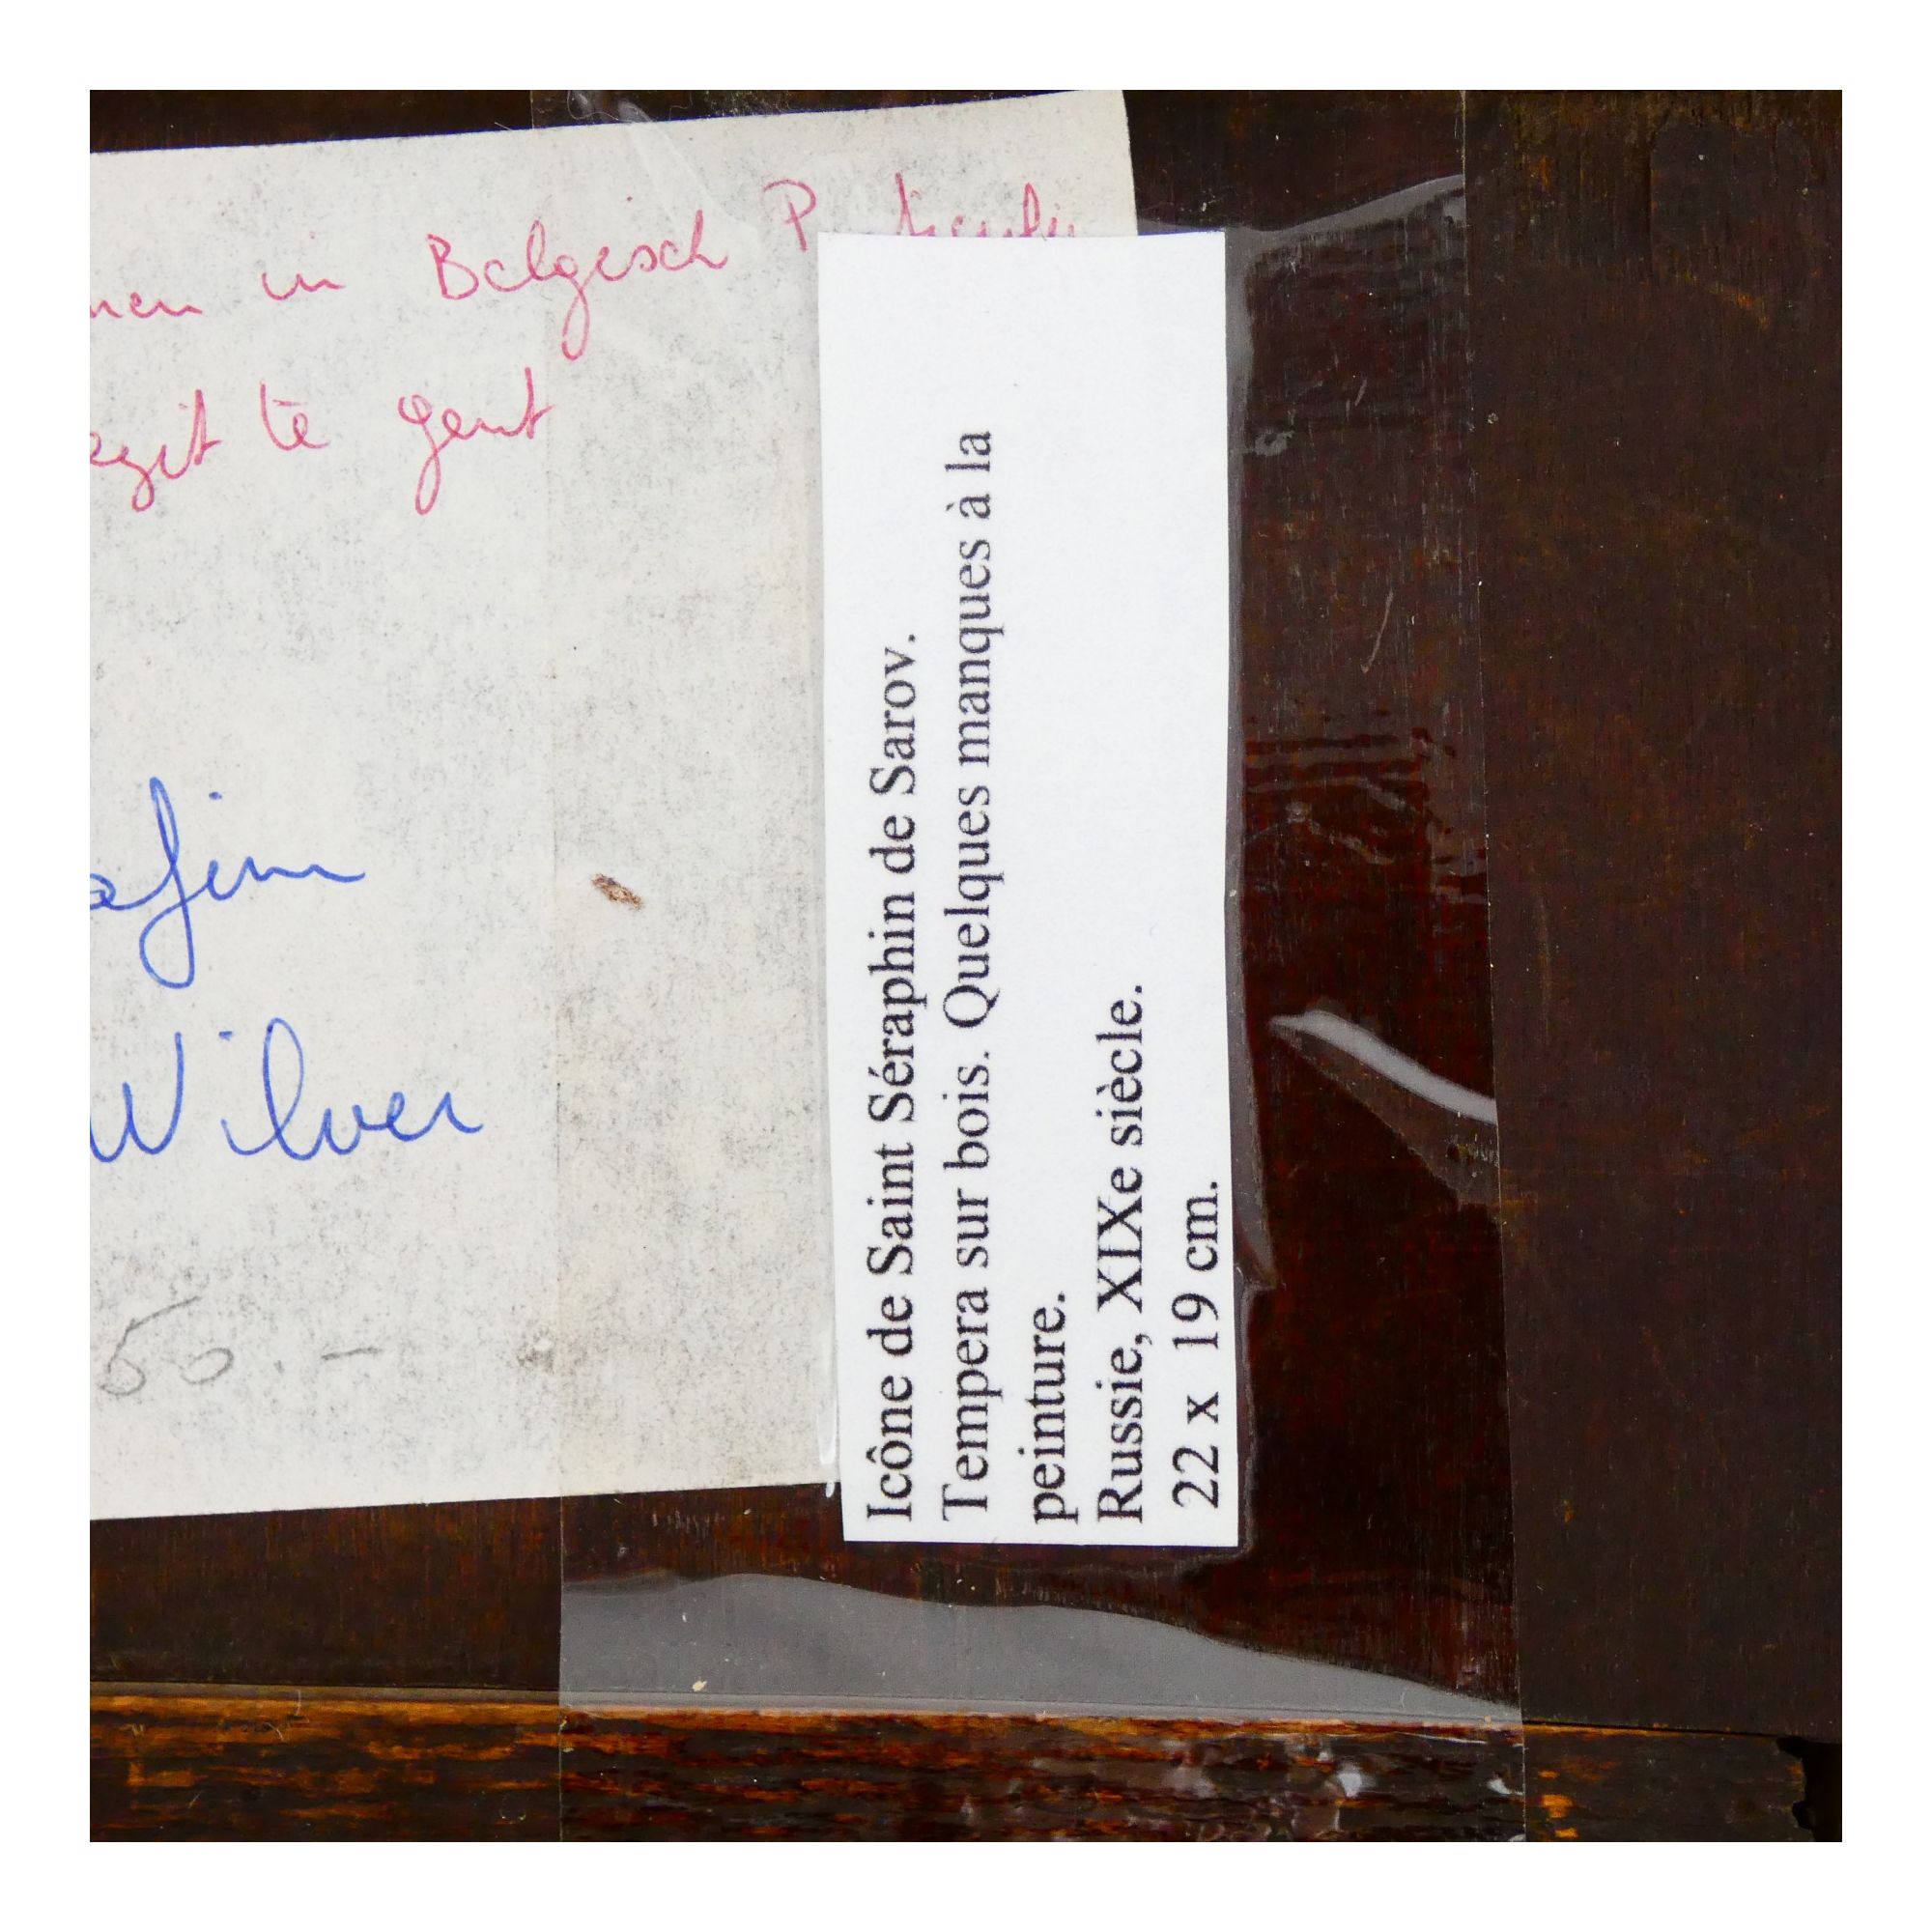 in Belgisch
te Gent
Wilver
50.-
Icône de Saint Séraphin de Sarov.
Tempera sur bois. Quelques manques à la
peinture.
Russie, XIXe siècle.
22 x 19 cm.